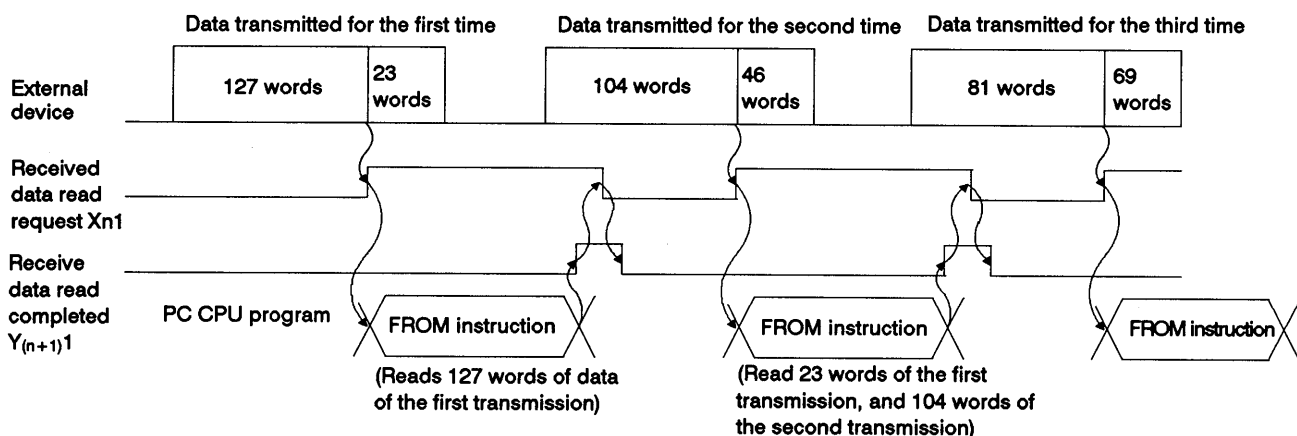 Data transmitted for the first time
Data transmitted for the second time
Data transmitted for the third time
External
device
127 words
23
words
104 words
46
words
81 words
69
words
Received
data read
request Xn1
Receive
data read
completed
Y(n+1)1
PC CPU program
FROM instruction
FROM instruction
FROM instruction
(Reads 127 words of data
of the first transmission)
(Read 23 words of the first
transmission, and 104 words of
the second transmission)